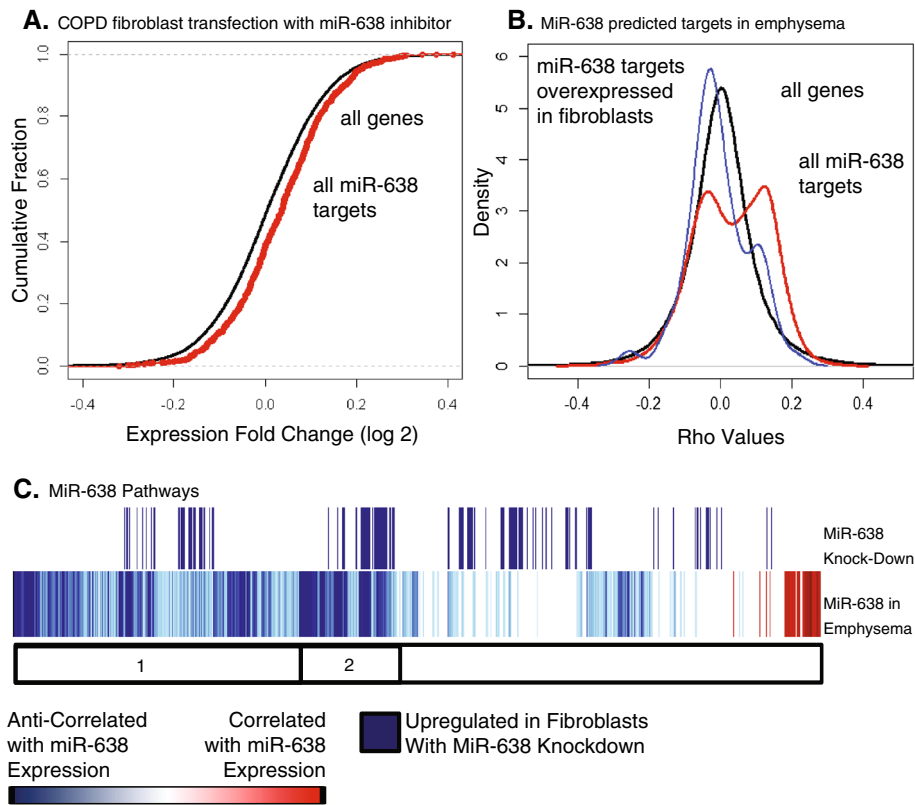 A. COPD fibroblast transfection with miR-638 inhibitor
Cumulative Fraction
1.0
0.8
0.6
0.4
0.2
0.0
all genes
all miR-638
targets
-0.4 -0.2 0.0 0.2 0.4
Expression Fold Change (log 2)
B. MiR-638 predicted targets in emphysema
Density
6
5
4
3
2
1
0
miR-638 targets
overexpressed
in fibroblasts
all genes
all miR-638
targets
-0.4 -0.2 0.0 0.2 0.4
Rho Values
C. MiR-638 Pathways
MiR-638
Knock-Down
MiR-638 in
Emphysema
1 2
Anti-Correlated
with miR-638
Expression
Correlated
with miR-638
Expression
Upregulated in Fibroblasts
With MiR-638 Knockdown